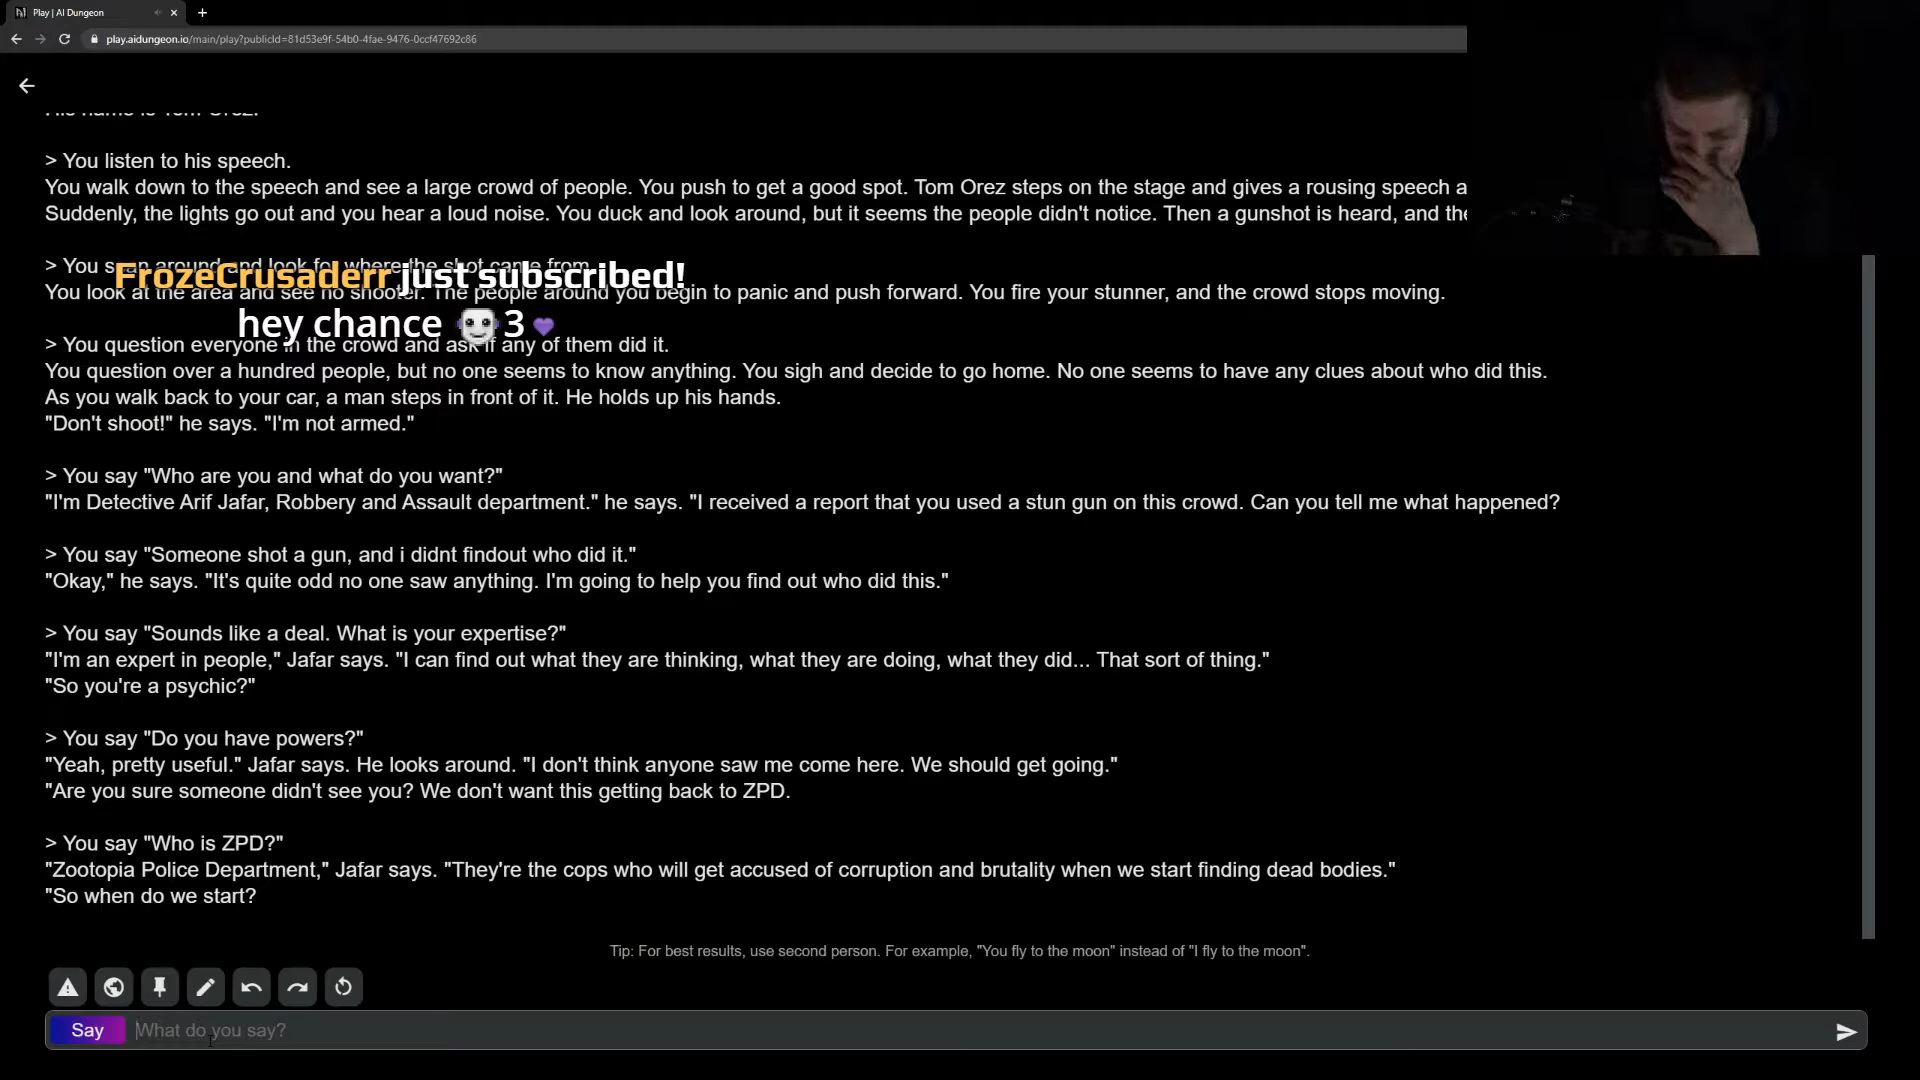 Play | AI Dungeon
play.aidungeon.io/main/play?publicId=81d53e9f-54b0-4fae-9476-0ccf47692c86
His name is Tom Orez.
> You listen to his speech.
You walk down to the speech and see a large crowd of people. You push to get a good spot. Tom Orez steps on the stage and gives a rousing speech a
Suddenly, the lights go out and you hear a loud noise. You duck and look around, but it seems the people didn't notice. Then a gunshot is heard, and the
> You span around and look for where the shot came from.
FrozeCrusaderr just subscribed!
You look at the area and see no shooter. The people around you begin to panic and push forward. You fire your stunner, and the crowd stops moving.
hey chance 3
> You question everyone in the crowd and ask if any of them did it.
You question over a hundred people, but no one seems to know anything. You sigh and decide to go home. No one seems to have any clues about who did this.
As you walk back to your car, a man steps in front of it. He holds up his hands.
"Don't shoot!" he says. "I'm not armed."
> You say "Who are you and what do you want?"
"I'm Detective Arif Jafar, Robbery and Assault department." he says. "I received a report that you used a stun gun on this crowd. Can you tell me what happened?
> You say "Someone shot a gun, and i didnt findout who did it."
"Okay," he says. "It's quite odd no one saw anything. I'm going to help you find out who did this."
> You say "Sounds like a deal. What is your expertise?"
"I'm an expert in people," Jafar says. "I can find out what they are thinking, what they are doing, what they did... That sort of thing."
"So you're a psychic?"
> You say "Do you have powers?"
"Yeah, pretty useful." Jafar says. He looks around. "I don't think anyone saw me come here. We should get going."
"Are you sure someone didn't see you? We don't want this getting back to ZPD.
> You say "Who is ZPD?"
"Zootopia Police Department," Jafar says. "They're the cops who will get accused of corruption and brutality when we start finding dead bodies."
"So when do we start?
Tip: For best results, use second person. For example, "You fly to the moon" instead of "I fly to the moon".
Say
What do you say?